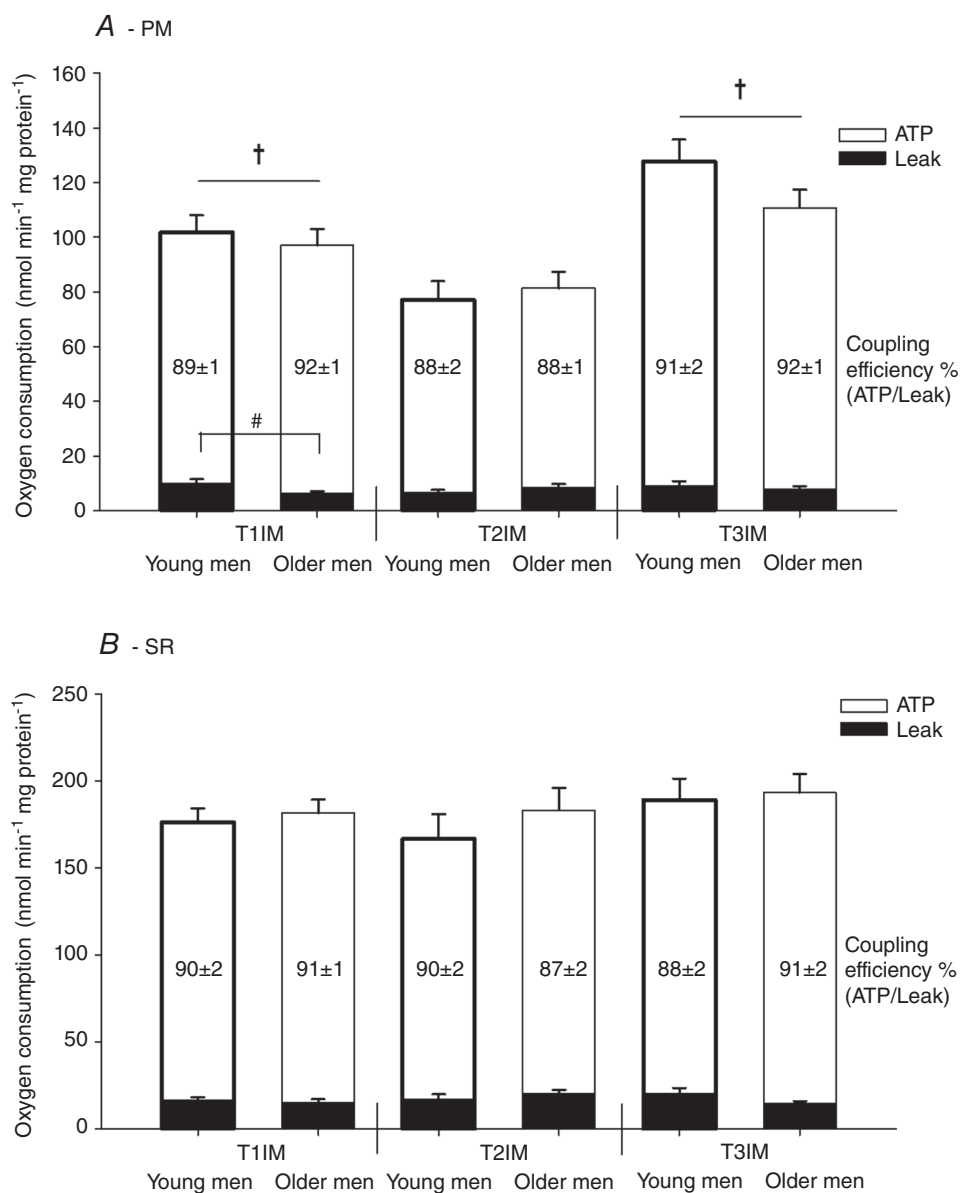 A - PM
Oxygen consumption (nmol min⁻¹ mg protein⁻¹)
160
140
120
100
80
60
40
20
0
† †
ATP
Leak
89±1 92±1 88±2 88±1 91±2 92±1
Coupling
efficiency %
(ATP/Leak)
#
T1IM T2IM T3IM
Young men Older men Young men Older men Young men Older men
B - SR
Oxygen consumption (nmol min⁻¹ mg protein⁻¹)
250
200
150
100
50
0
ATP
Leak
90±2 91±1 90±2 87±2 88±2 91±2
Coupling
efficiency %
(ATP/Leak)
T1IM T2IM T3IM
Young men Older men Young men Older men Young men Older men